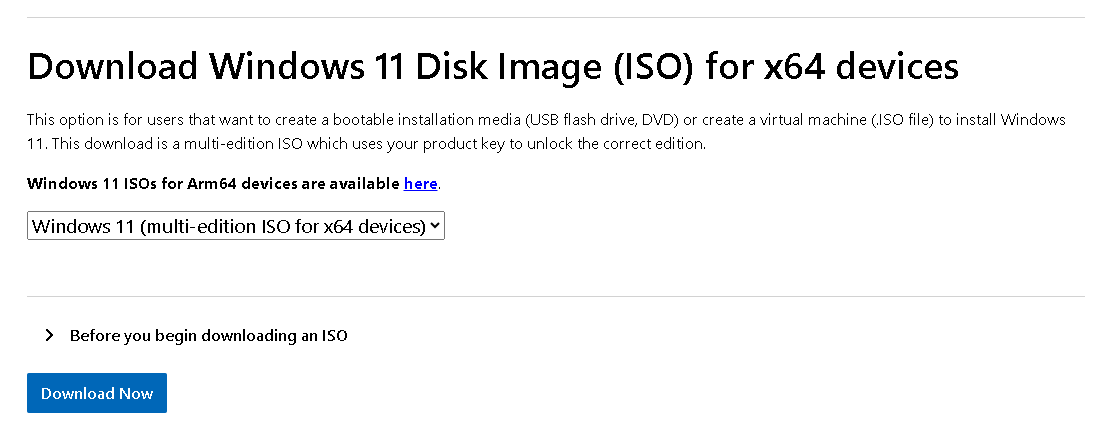 Download Windows 11 Disk Image (ISO) for x64 devices
This option is for users that want to create a bootable installation media (USB flash drive, DVD) or create a virtual machine (.ISO file) to install Windows
11. This download is a multi-edition ISO which uses your product key to unlock the correct edition.
Windows 11 ISOs for Arm64 devices are available here.
Windows 11 (multi-edition ISO for x64 devices)
Before you begin downloading an ISO
Download Now